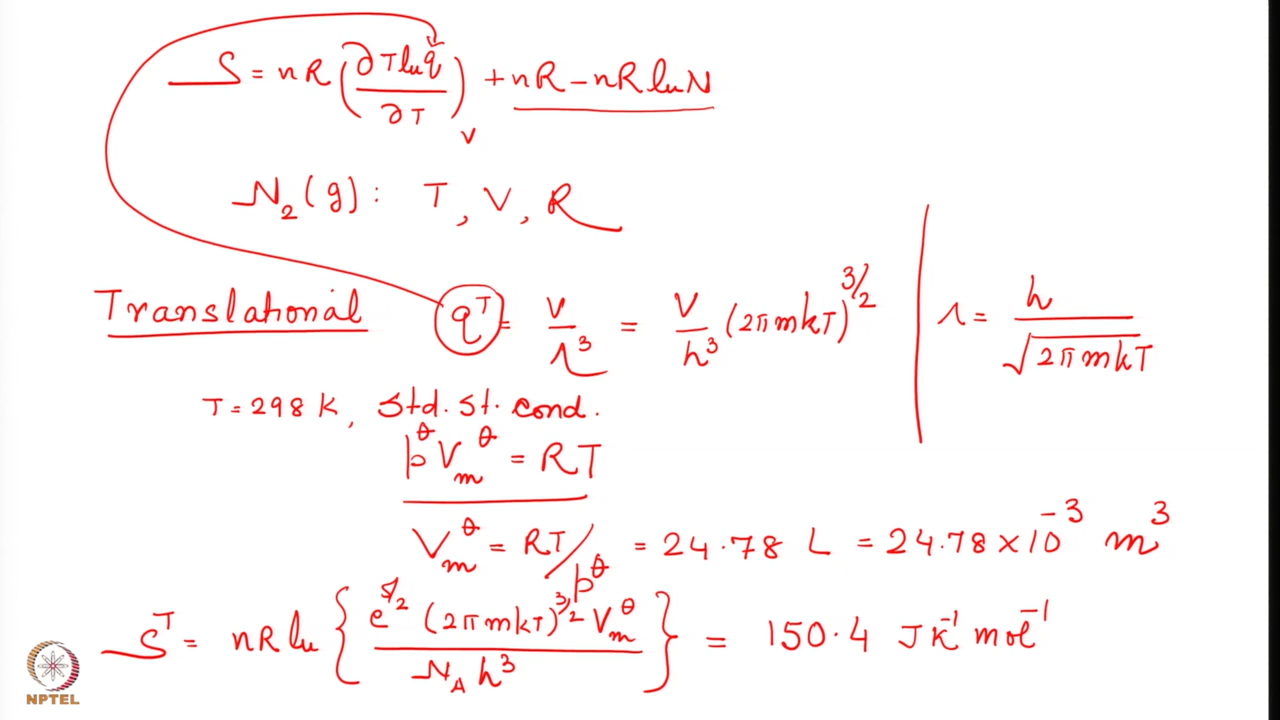 S = nR (∂T ln q / ∂T)_V + nR − nR ln N
N₂(g) : T, V, R
Translational q^T = V/Λ³ = V/h³ (2πmkT)^(3/2) | Λ = h/√(2πmkT)
T = 298 K, Std. St. cond.
p^θ V_m^θ = RT
V_m^θ = RT/p^θ = 24.78 L = 24.78 × 10⁻³ m³
S^T = nR ln { e^(5/2) (2πmkT)^(3/2) V_m^θ / N_A h³ } = 150.4 J K⁻¹ mol⁻¹
NPTEL